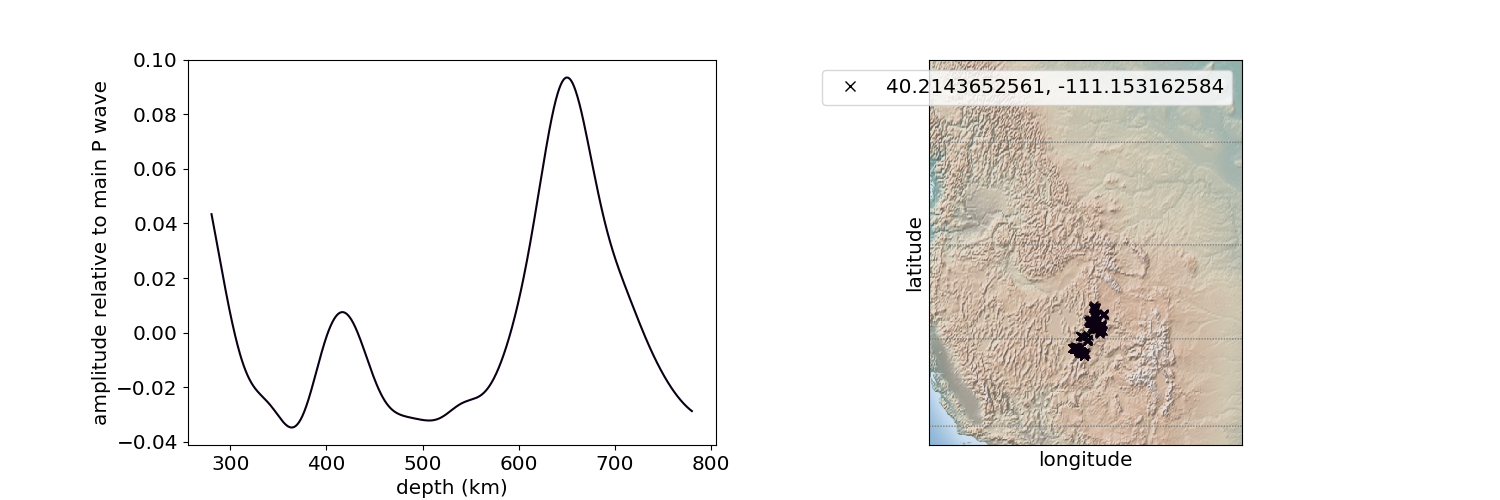 0.10
0.08
0.06
0.04
0.02
0.00
−0.02
−0.04
amplitude relative to main P wave
300 400 500 600 700 800
depth (km)
× 40.2143652561, -111.153162584
latitude
longitude